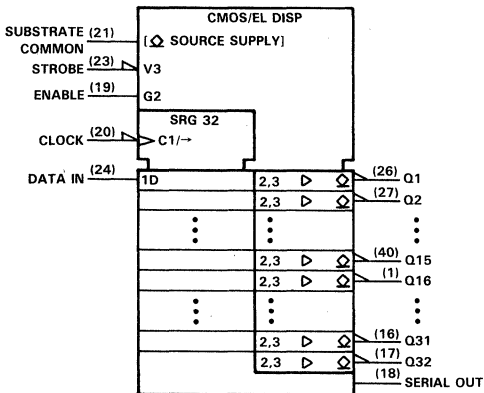 CMOS/EL DISP
SUBSTRATE COMMON (21) [◇ SOURCE SUPPLY]
STROBE (23) V3
ENABLE (19) G2
SRG 32
CLOCK (20) C1/→
DATA IN (24) 1D 2,3 ▷ ◇ (26) Q1
2,3 ▷ ◇ (27) Q2
2,3 ▷ ◇ (40) Q15
2,3 ▷ ◇ (1) Q16
2,3 ▷ ◇ (16) Q31
2,3 ▷ ◇ (17) Q32
(18) SERIAL OUT